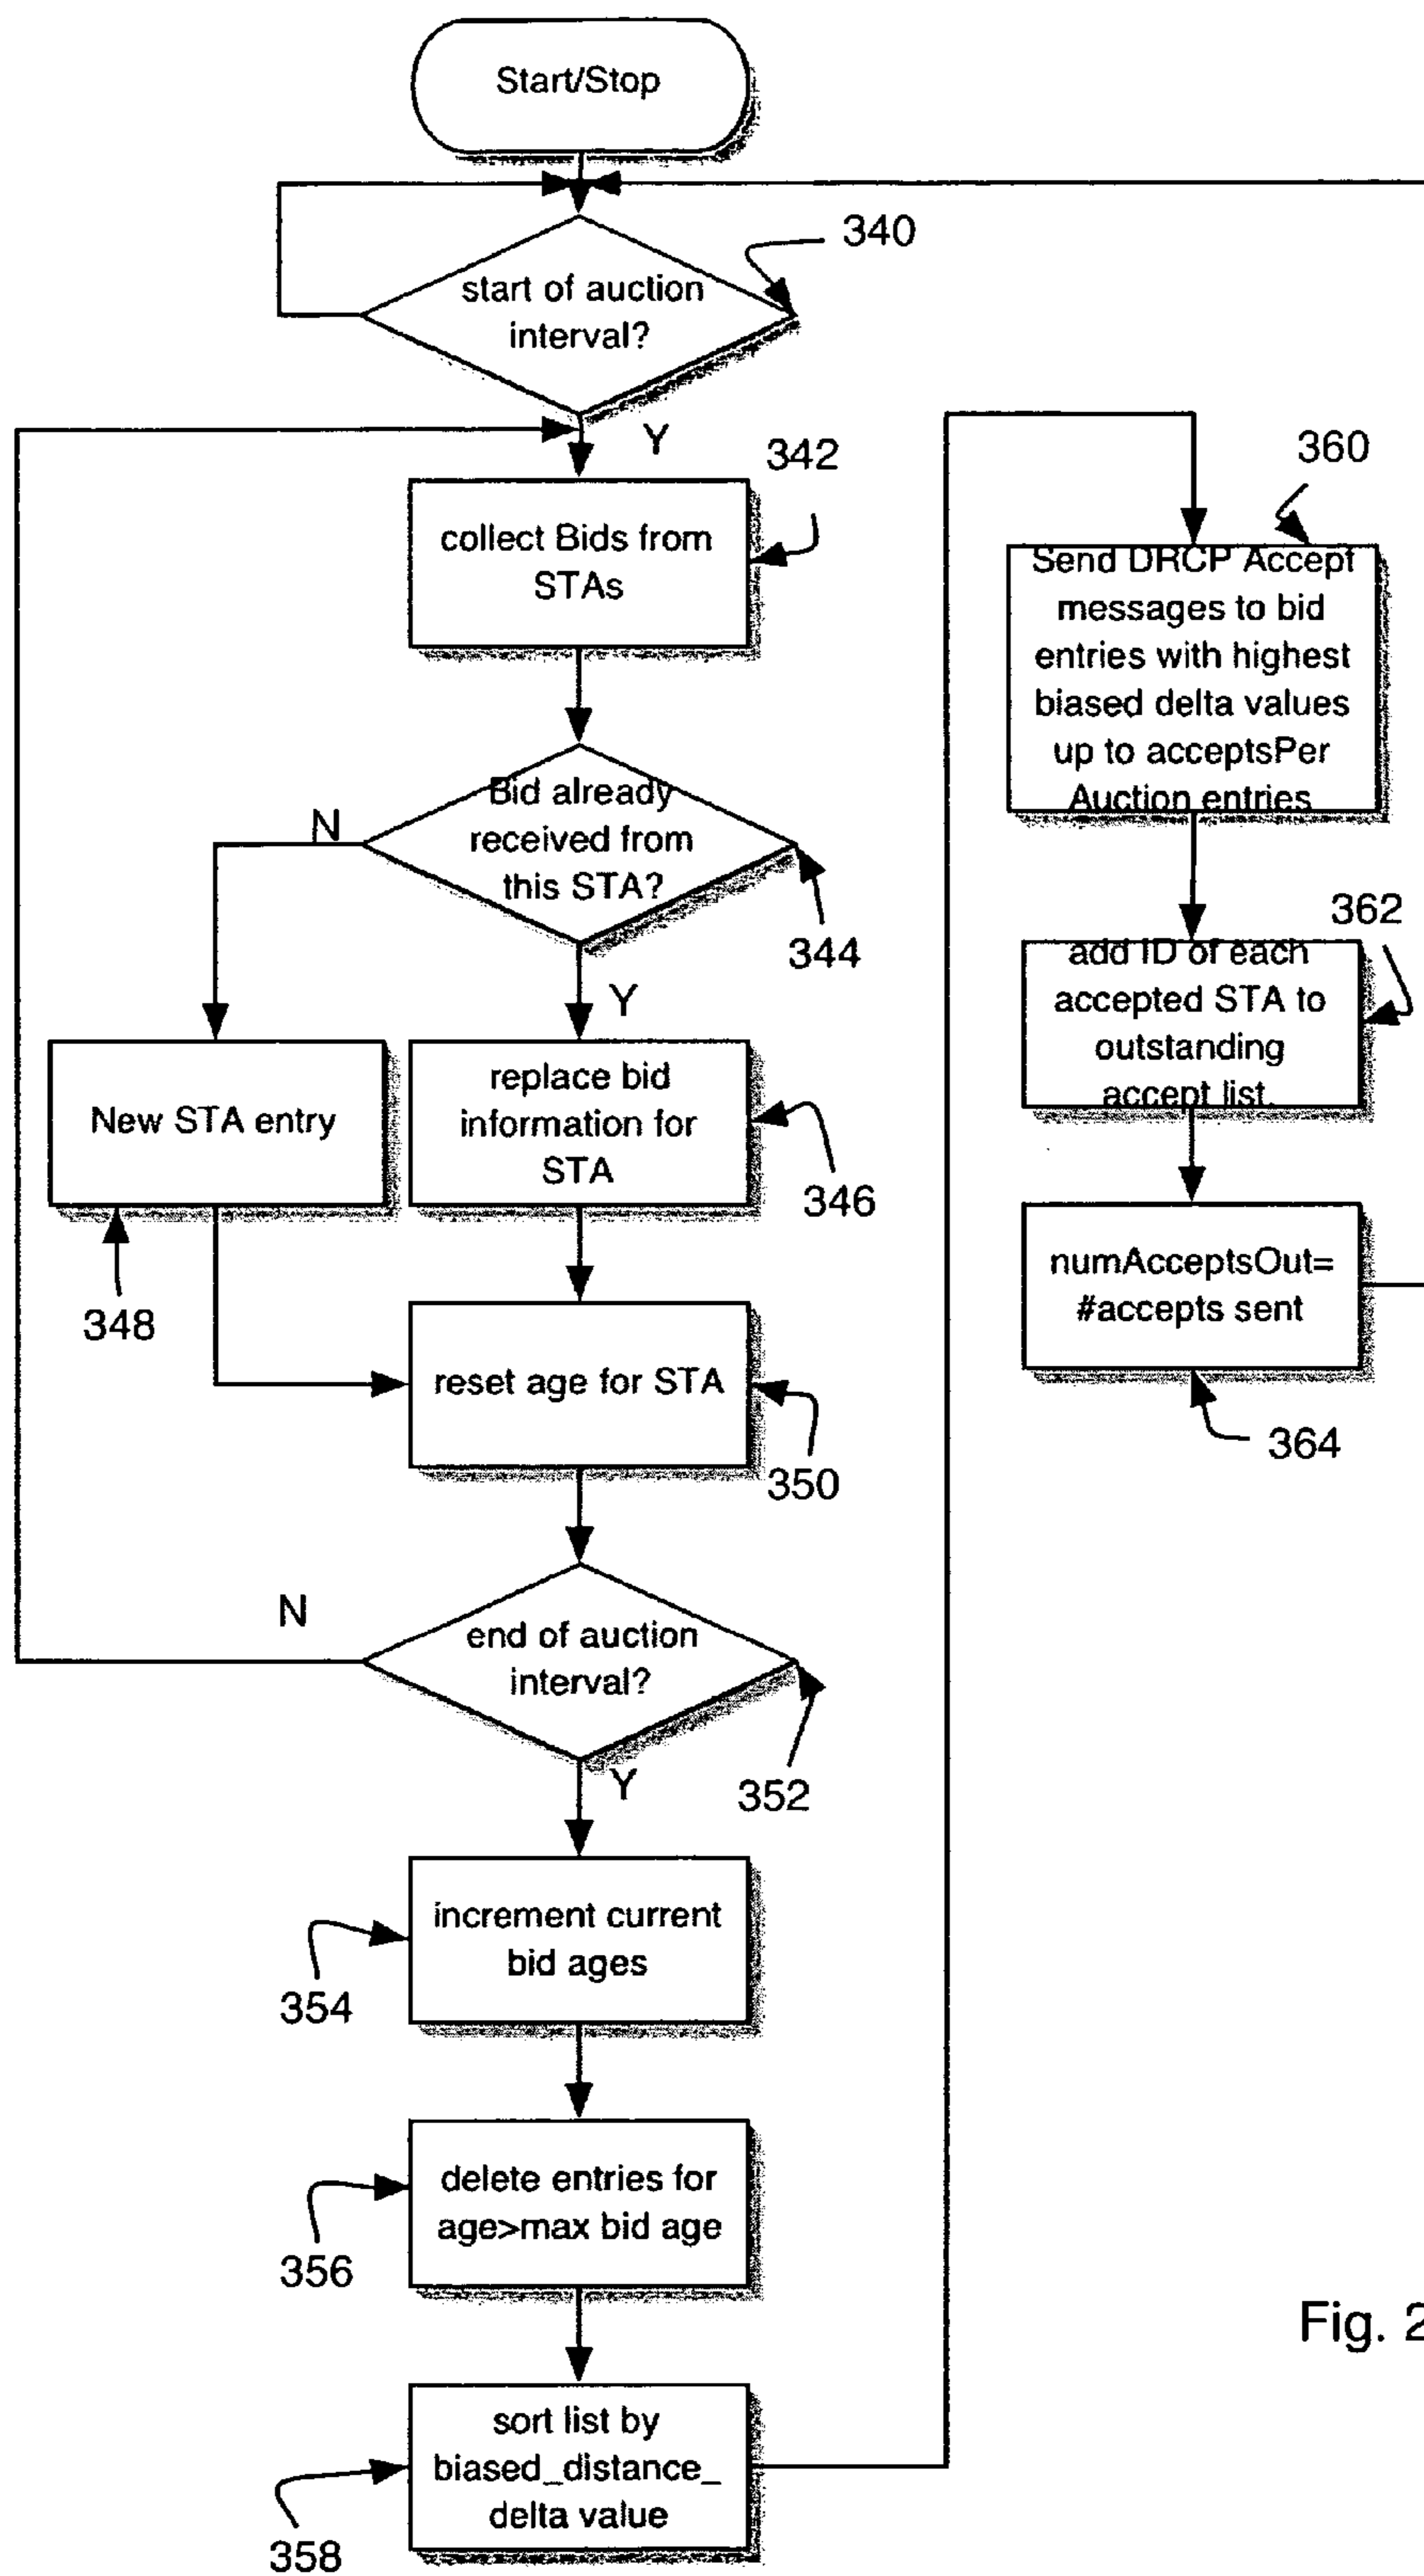 Start/Stop
start of auction
interval?
340
Y
342
collect Bids from
STAs
Bid already
received from
this STA?
N
344
Y
New STA entry
replace bid
information for
STA
346
348
reset age for STA
350
end of auction
interval?
N
352
Y
increment current
bid ages
354
delete entries for
age>max bid age
356
sort list by
biased_distance_
delta value
358
360
Send DRCP Accept
messages to bid
entries with highest
biased delta values
up to acceptsPer
Auction entries
362
add ID of each
accepted STA to
outstanding
accept list.
numAcceptsOut=
#accepts sent
364
Fig. 2